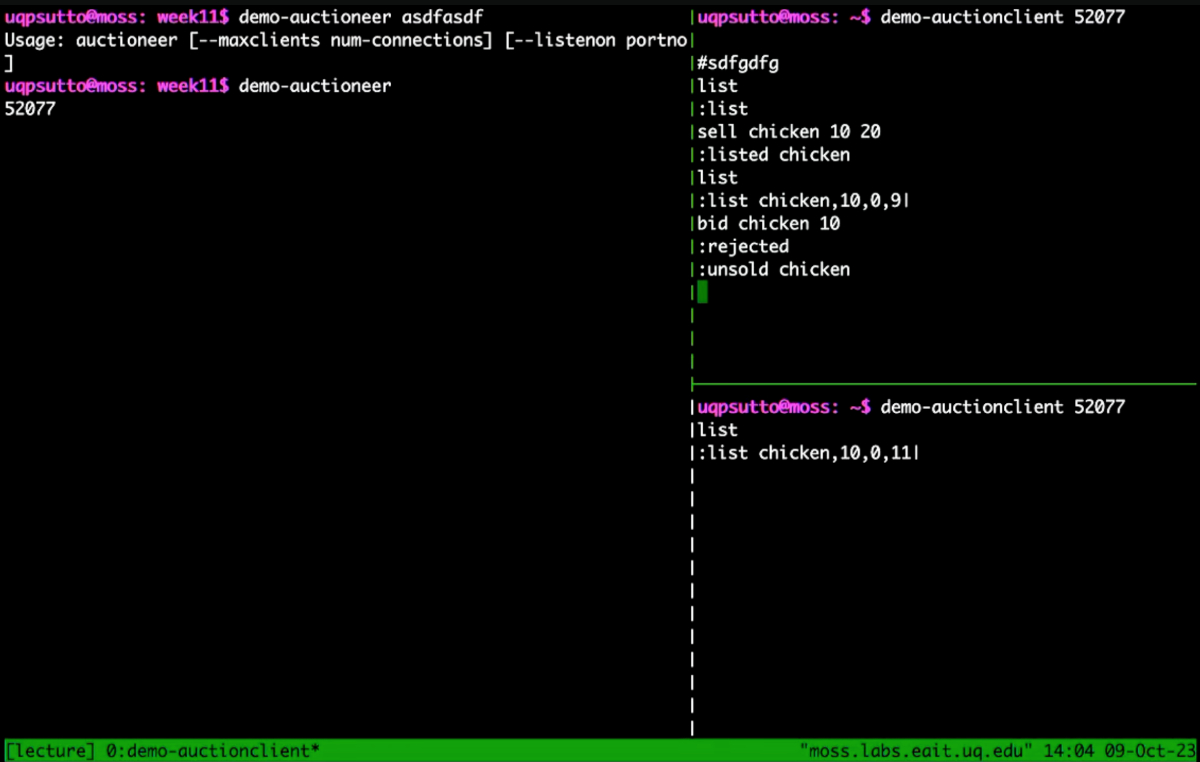 uqpsutto@moss: week11$ demo-auctioneer asdfasdf
Usage: auctioneer [--maxclients num-connections] [--listenon portno
]
uqpsutto@moss: week11$ demo-auctioneer
52077
uqpsutto@moss: ~$ demo-auctionclient 52077
#sdfgdfg
list
:list
sell chicken 10 20
:listed chicken
list
:list chicken,10,0,9|
bid chicken 10
:rejected
:unsold chicken
uqpsutto@moss: ~$ demo-auctionclient 52077
list
:list chicken,10,0,11|
[lecture] 0:demo-auctionclient* "moss.labs.eait.uq.edu" 14:04 09-Oct-23